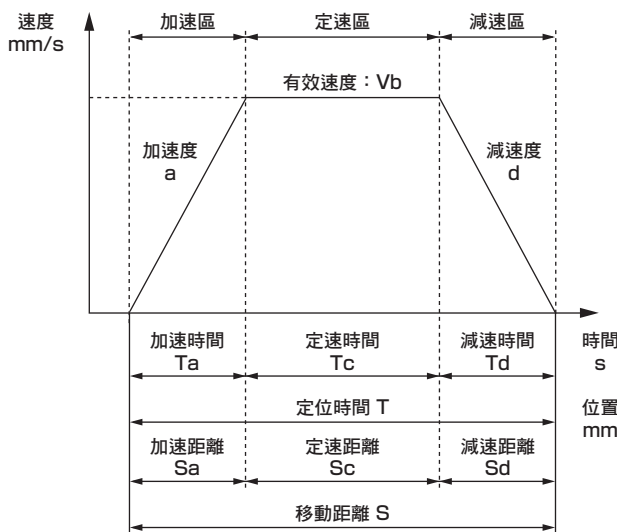 速度
mm/s
加速區
定速區
減速區
有效速度：Vb
加速度
a
減速度
d
加速時間
Ta
定速時間
Tc
減速時間
Td
時間
s
定位時間 T
位置
mm
加速距離
Sa
定速距離
Sc
減速距離
Sd
移動距離 S